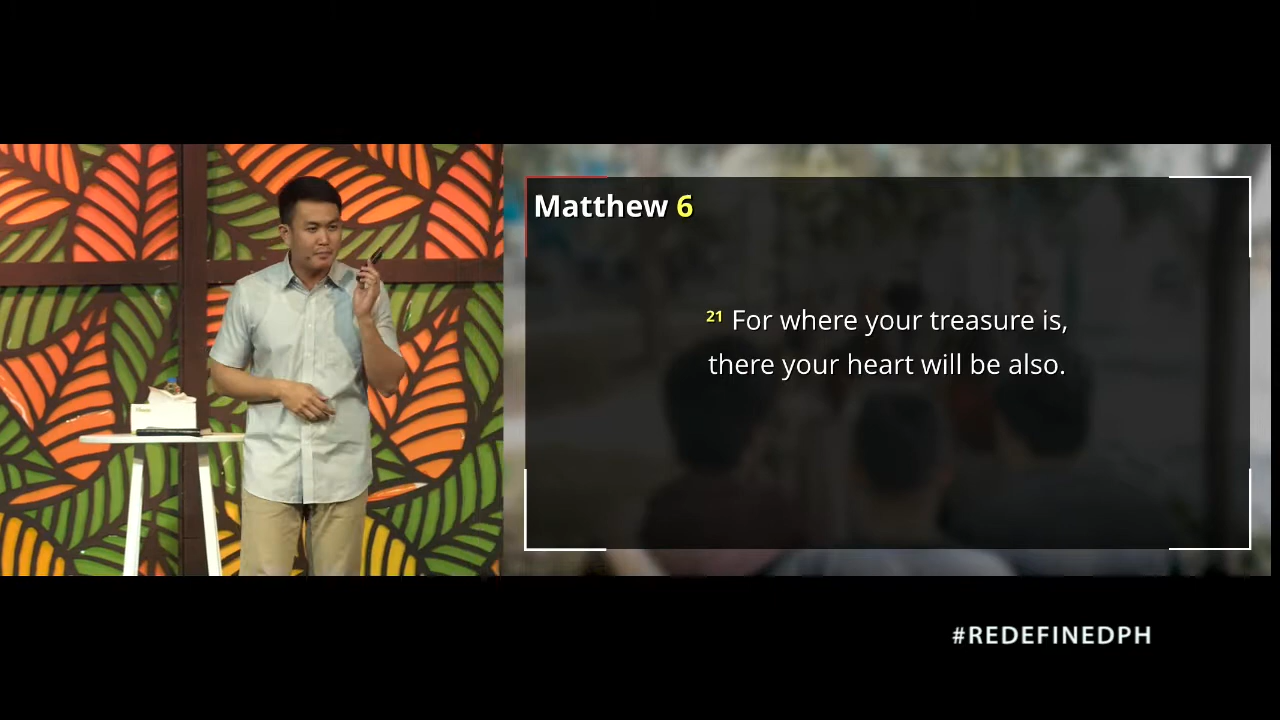 Matthew 6
21 For where your treasure is,
there your heart will be also.
#REDEFINEDPH